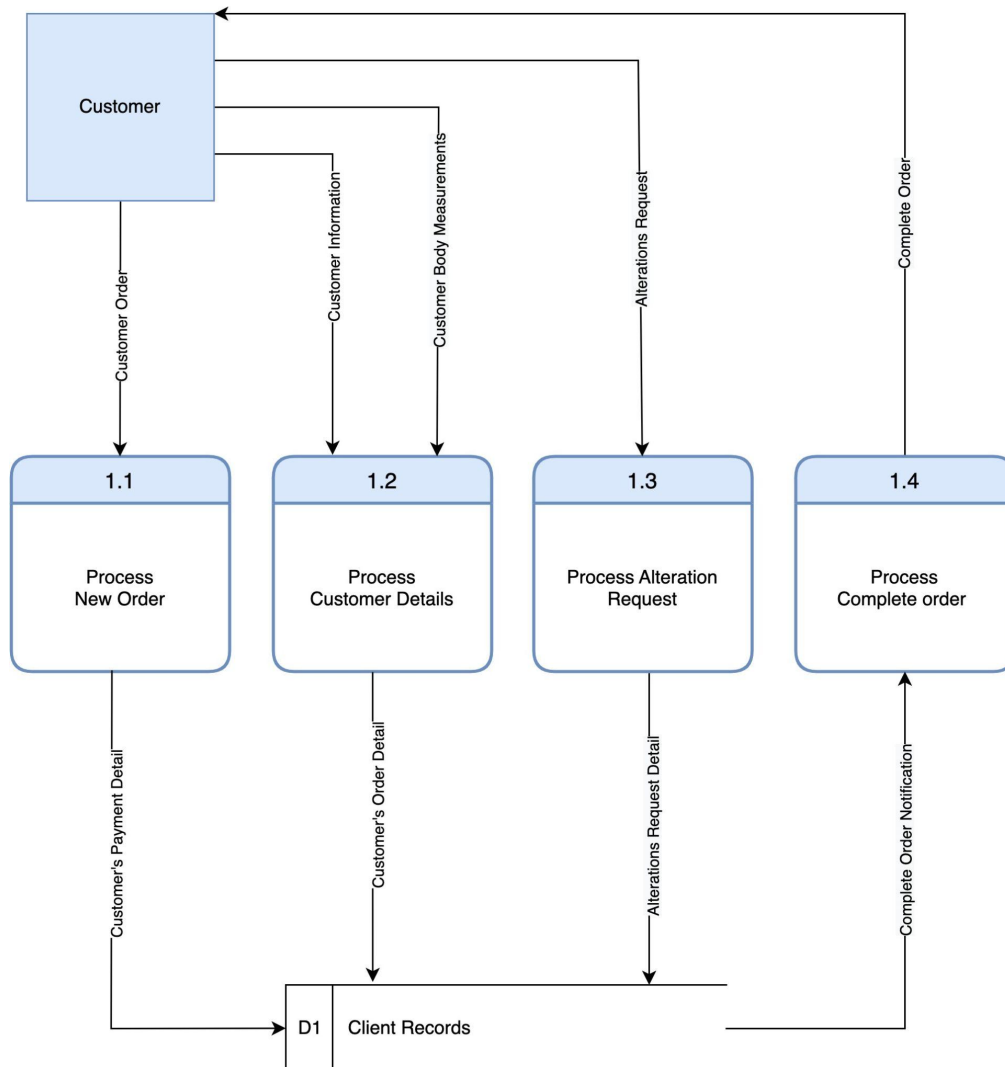 Customer
Customer Order
Customer Information
Customer Body Measurements
Alterations Request
Complete Order
1.1
Process
New Order
1.2
Process
Customer Details
1.3
Process Alteration
Request
1.4
Process
Complete order
Customer's Payment Detail
Customer's Order Detail
Alterations Request Detail
Complete Order Notification
D1
Client Records